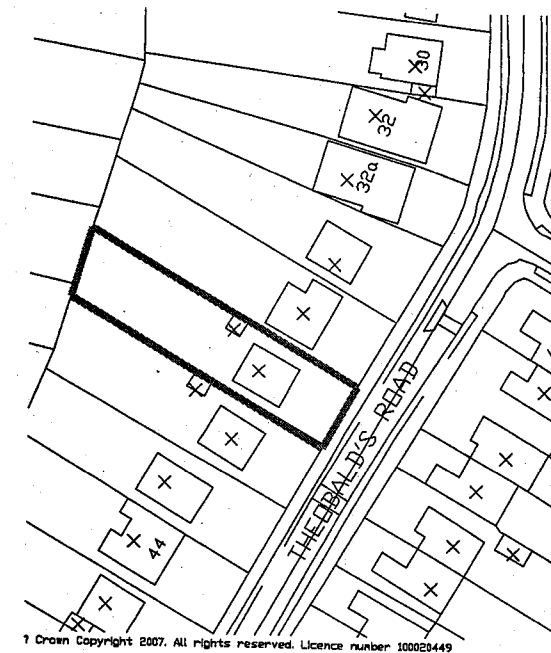 30
32
32a
THEOBALD'S ROAD
44
? Crown Copyright 2007. All rights reserved. Licence number 100020449